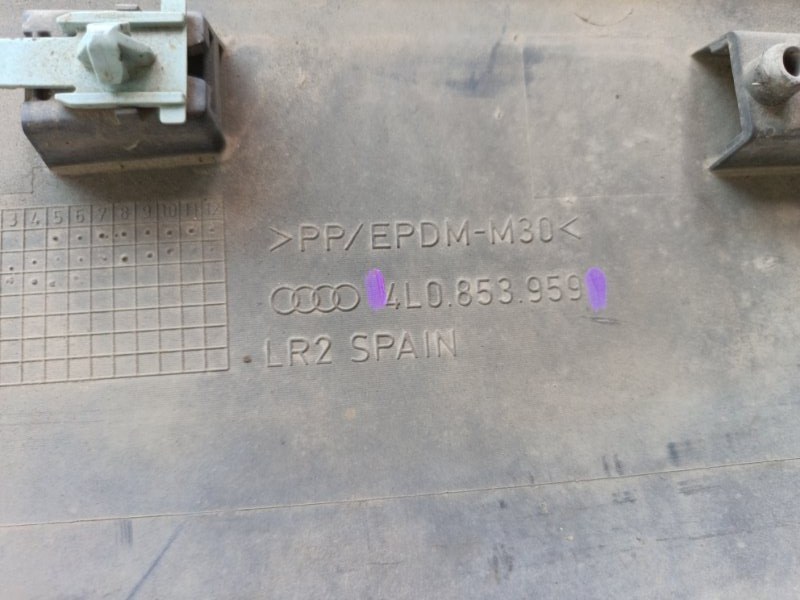 3 4 5 6 7 8 9 10 11 12
>PP/EPDM-M30<
4L0.853.959
LR2 SPAIN